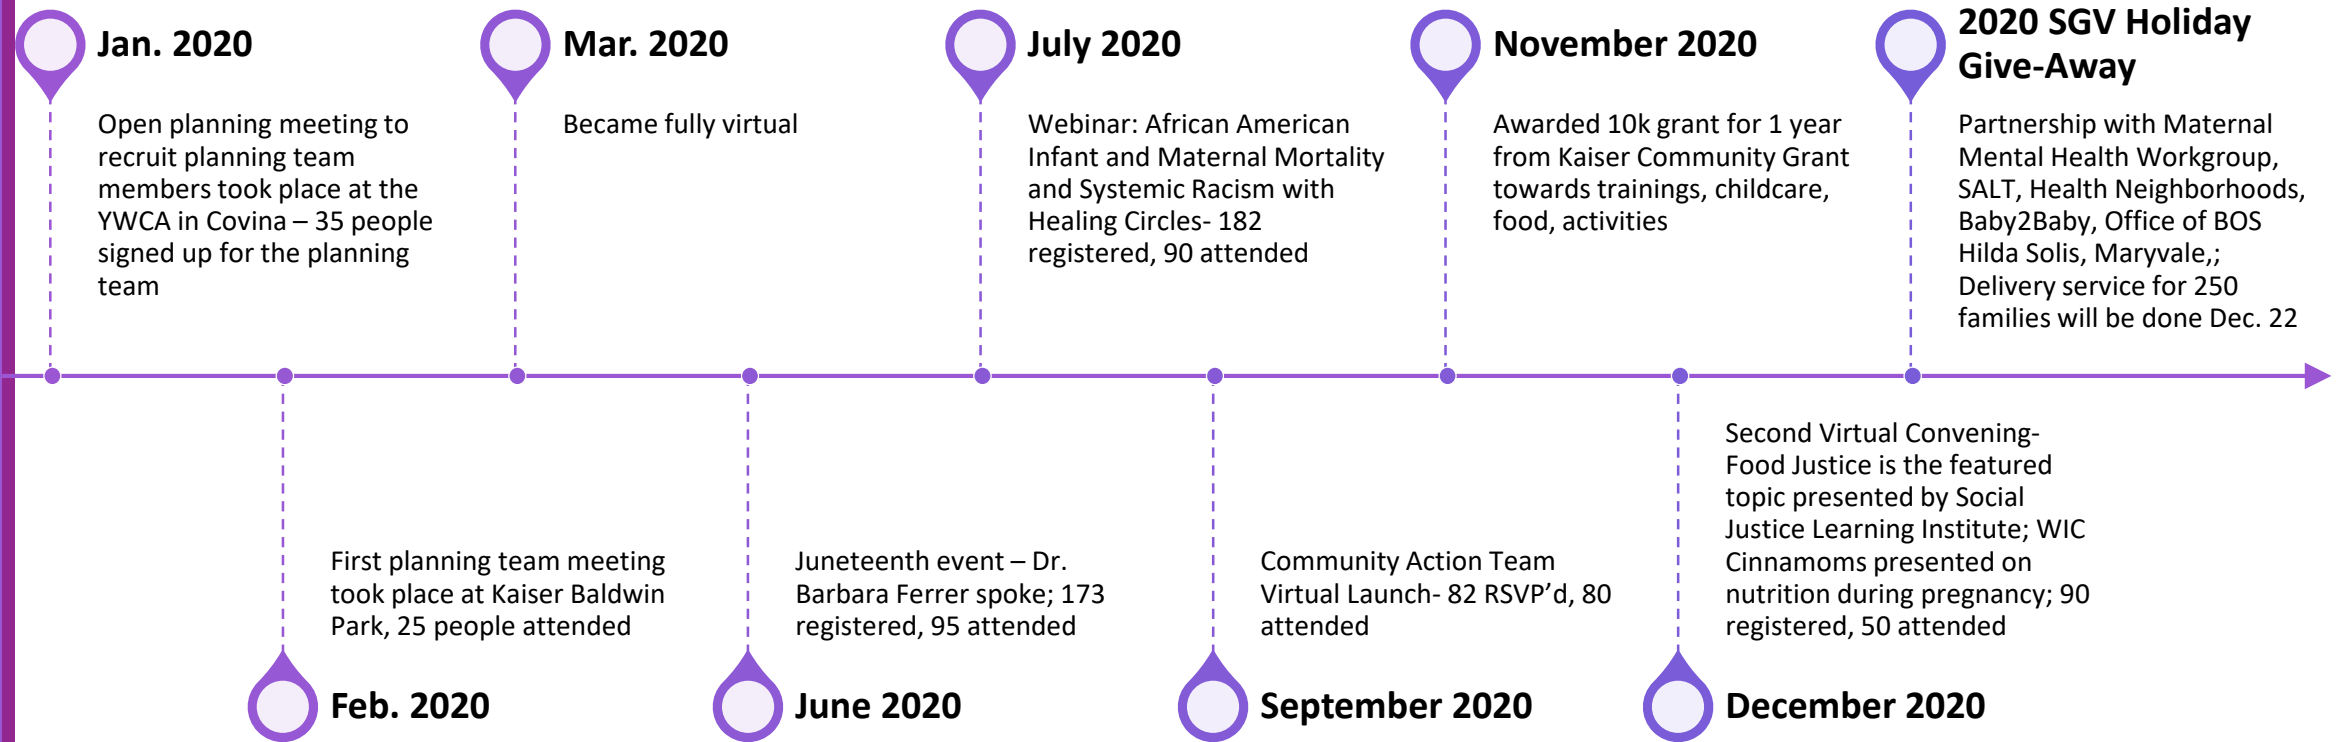 Jan. 2020
Open planning meeting to
recruit planning team
members took place at the
YWCA in Covina – 35 people
signed up for the planning
team
First planning team meeting
took place at Kaiser Baldwin
Park, 25 people attended
Feb. 2020
Mar. 2020
Became fully virtual
Juneteenth event – Dr.
Barbara Ferrer spoke; 173
registered, 95 attended
June 2020
July 2020
Webinar: African American
Infant and Maternal Mortality
and Systemic Racism with
Healing Circles- 182
registered, 90 attended
Community Action Team
Virtual Launch- 82 RSVP’d, 80
attended
September 2020
November 2020
Awarded 10k grant for 1 year
from Kaiser Community Grant
towards trainings, childcare,
food, activities
Second Virtual Convening-
Food Justice is the featured
topic presented by Social
Justice Learning Institute; WIC
Cinnamoms presented on
nutrition during pregnancy; 90
registered, 50 attended
December 2020
2020 SGV Holiday
Give-Away
Partnership with Maternal
Mental Health Workgroup,
SALT, Health Neighborhoods,
Baby2Baby, Office of BOS
Hilda Solis, Maryvale,;
Delivery service for 250
families will be done Dec. 22